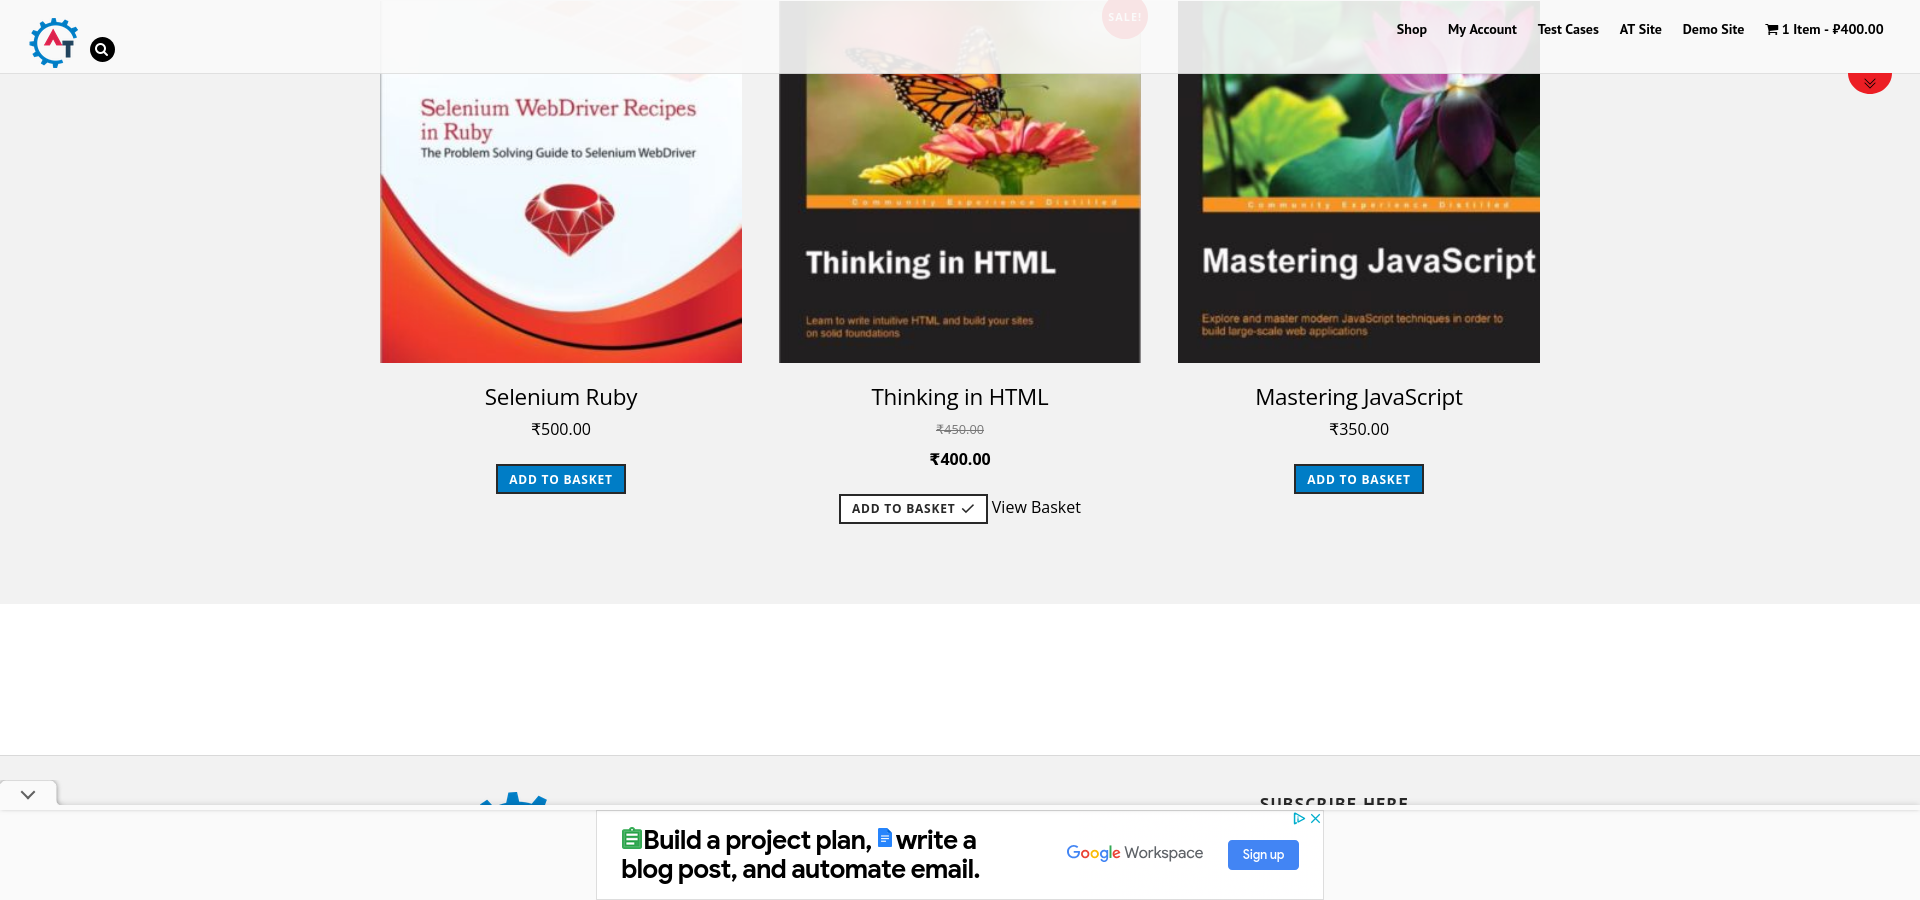 SALE!
Shop
My Account
Test Cases
AT Site
Demo Site
1 Item - ₽400.00
AT
Selenium WebDriver Recipes
in Ruby
The Problem Solving Guide to Selenium WebDriver
Community Experience Distilled
Thinking in HTML
Learn to write intuitive HTML and build your sites
on solid foundations
Community Experience Distilled
Mastering JavaScript
Explore and master modern JavaScript techniques in order to
build large-scale web applications
Selenium Ruby
₹500.00
ADD TO BASKET
Thinking in HTML
₹450.00
₹400.00
ADD TO BASKET
View Basket
Mastering JavaScript
₹350.00
ADD TO BASKET
SUBSCRIBE HERE
Build a project plan, write a
blog post, and automate email.
Google Workspace
Sign up